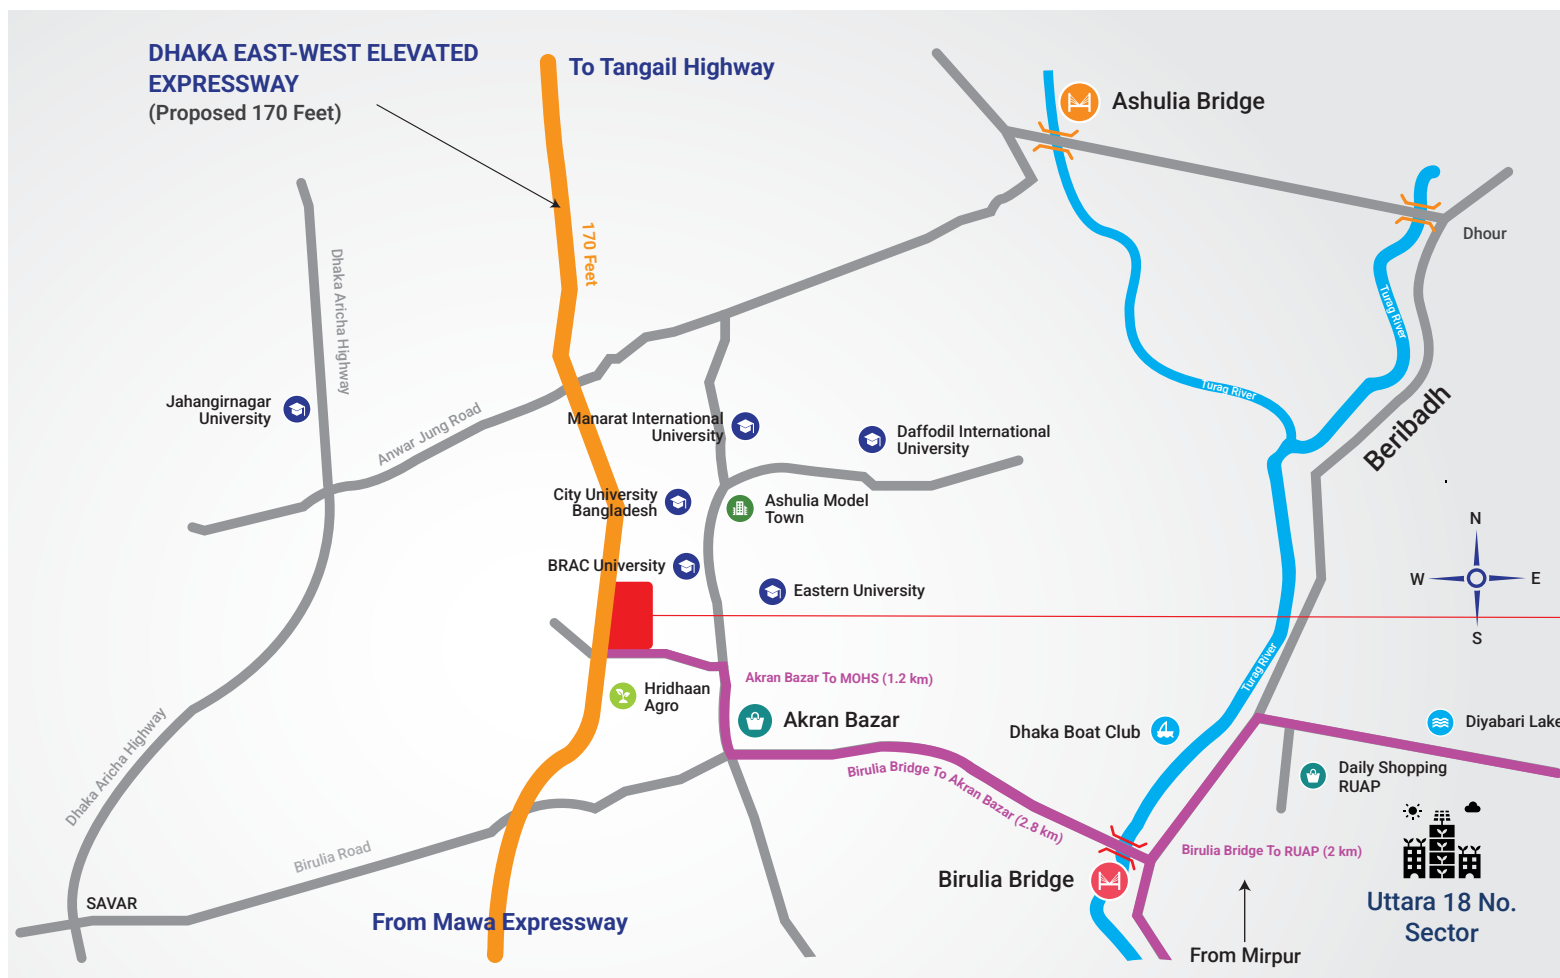 DHAKA EAST-WEST ELEVATED
EXPRESSWAY
(Proposed 170 Feet)
To Tangail Highway
Ashulia Bridge
170 Feet
Dhour
Dhaka Aricha Highway
Turag River
Turag River
Jahangirnagar
University
Anwar Jung Road
Manarat International
University
Daffodil International
University
Beribadh
City University
Bangladesh
Ashulia Model
Town
N
W
E
S
BRAC University
Eastern University
Turag River
Akran Bazar To MOHS (1.2 km)
Hridhaan
Agro
Akran Bazar
Dhaka Boat Club
Diyabari Lake
Dhaka Aricha Highway
Birulia Bridge To Akran Bazar (2.8 km)
Daily Shopping
RUAP
Birulia Road
Birulia Bridge To RUAP (2 km)
Birulia Bridge
SAVAR
Uttara 18 No.
Sector
From Mawa Expressway
From Mirpur